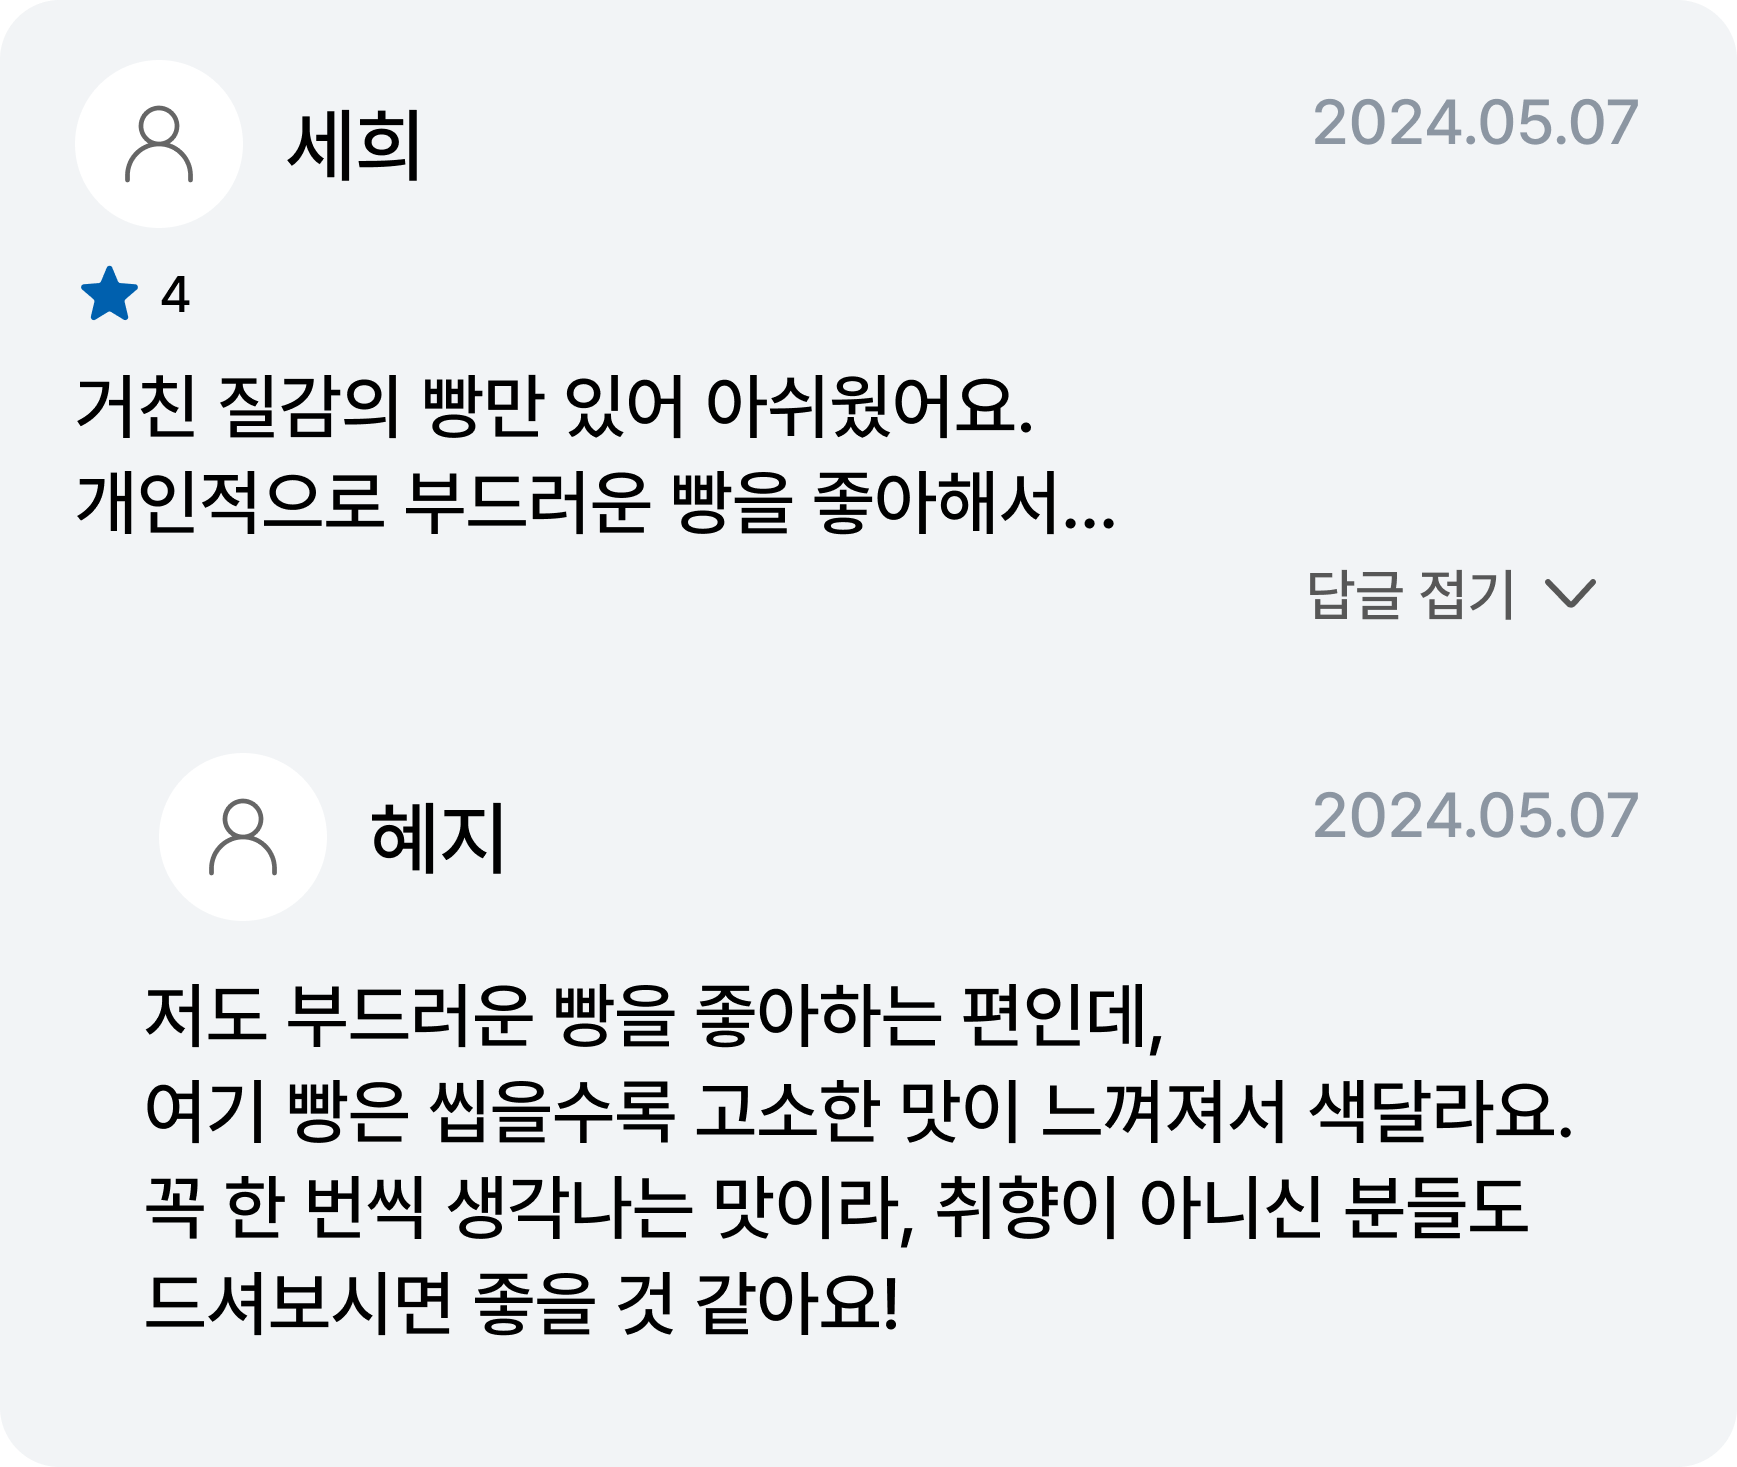 세희
2024.05.07
4
거친 질감의 빵만 있어 아쉬웠어요.
개인적으로 부드러운 빵을 좋아해서...
답글 접기
혜지
2024.05.07
저도 부드러운 빵을 좋아하는 편인데,
여기 빵은 씹을수록 고소한 맛이 느껴져서 색달라요.
꼭 한 번씩 생각나는 맛이라, 취향이 아니신 분들도
드셔보시면 좋을 것 같아요!